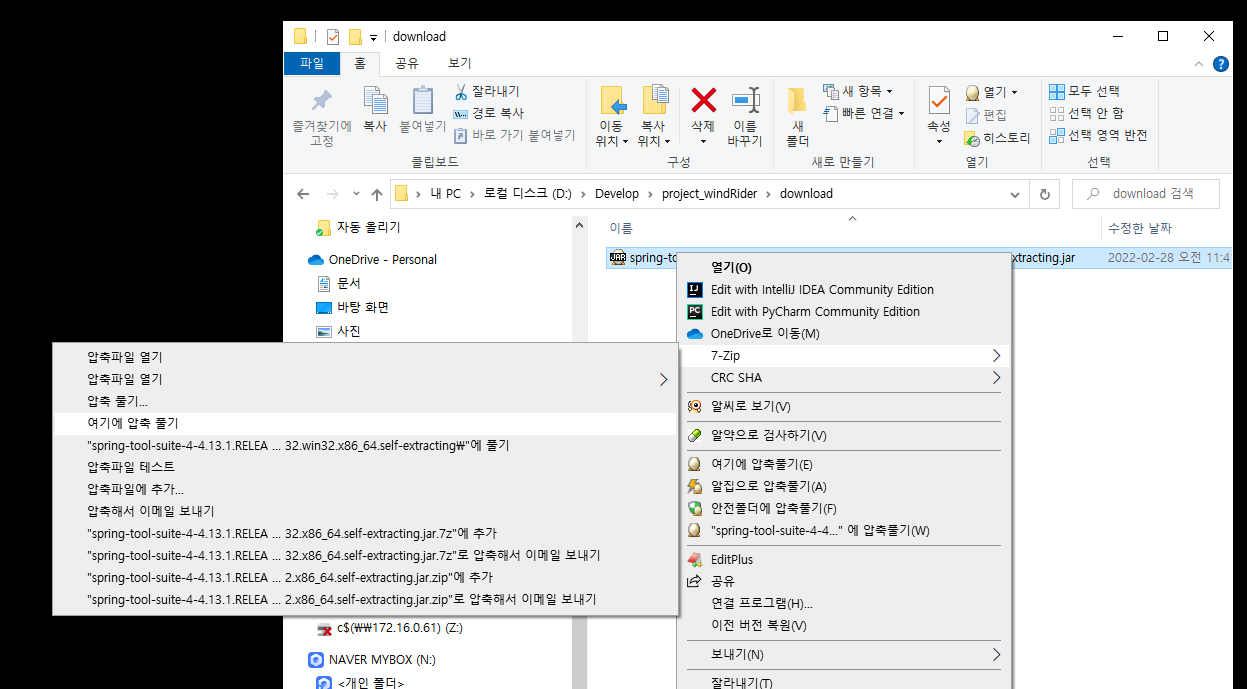 download
파일 홈 공유 보기
즐겨찾기에 고정
복사
붙여넣기
잘라내기
경로 복사
바로 가기 붙여넣기
클립보드
이동 위치
복사 위치
삭제
이름 바꾸기
구성
새 폴더
새 항목
빠른 연결
새로 만들기
속성
열기
편집
히스토리
열기
모두 선택
선택 안 함
선택 영역 반전
선택
내 PC > 로컬 디스크 (D:) > Develop > project_windRider > download
download 검색
자동 올리기
OneDrive - Personal
문서
바탕 화면
사진
c$(₩₩172.16.0.61) (Z:)
NAVER MYBOX (N:)
<개인 폴더>
이름 수정한 날짜
JAR spring-to xtracting.jar 2022-02-28 오전 11:4
열기(O)
Edit with IntelliJ IDEA Community Edition
Edit with PyCharm Community Edition
OneDrive로 이동(M)
7-Zip
CRC SHA
알씨로 보기(V)
알약으로 검사하기(V)
여기에 압축풀기(E)
알집으로 압축풀기(A)
안전폴더에 압축풀기(F)
"spring-tool-suite-4-4..." 에 압축풀기(W)
EditPlus
공유
연결 프로그램(H)...
이전 버전 복원(V)
보내기(N)
잘라내기(T)
압축파일 열기
압축파일 열기
압축 풀기...
여기에 압축 풀기
"spring-tool-suite-4-4.13.1.RELEA ... 32.win32.x86_64.self-extracting₩"에 풀기
압축파일 테스트
압축파일에 추가...
압축해서 이메일 보내기
"spring-tool-suite-4-4.13.1.RELEA ... 32.x86_64.self-extracting.jar.7z"에 추가
"spring-tool-suite-4-4.13.1.RELEA ... 32.x86_64.self-extracting.jar.7z"로 압축해서 이메일 보내기
"spring-tool-suite-4-4.13.1.RELEA ... 2.x86_64.self-extracting.jar.zip"에 추가
"spring-tool-suite-4-4.13.1.RELEA ... 2.x86_64.self-extracting.jar.zip"로 압축해서 이메일 보내기